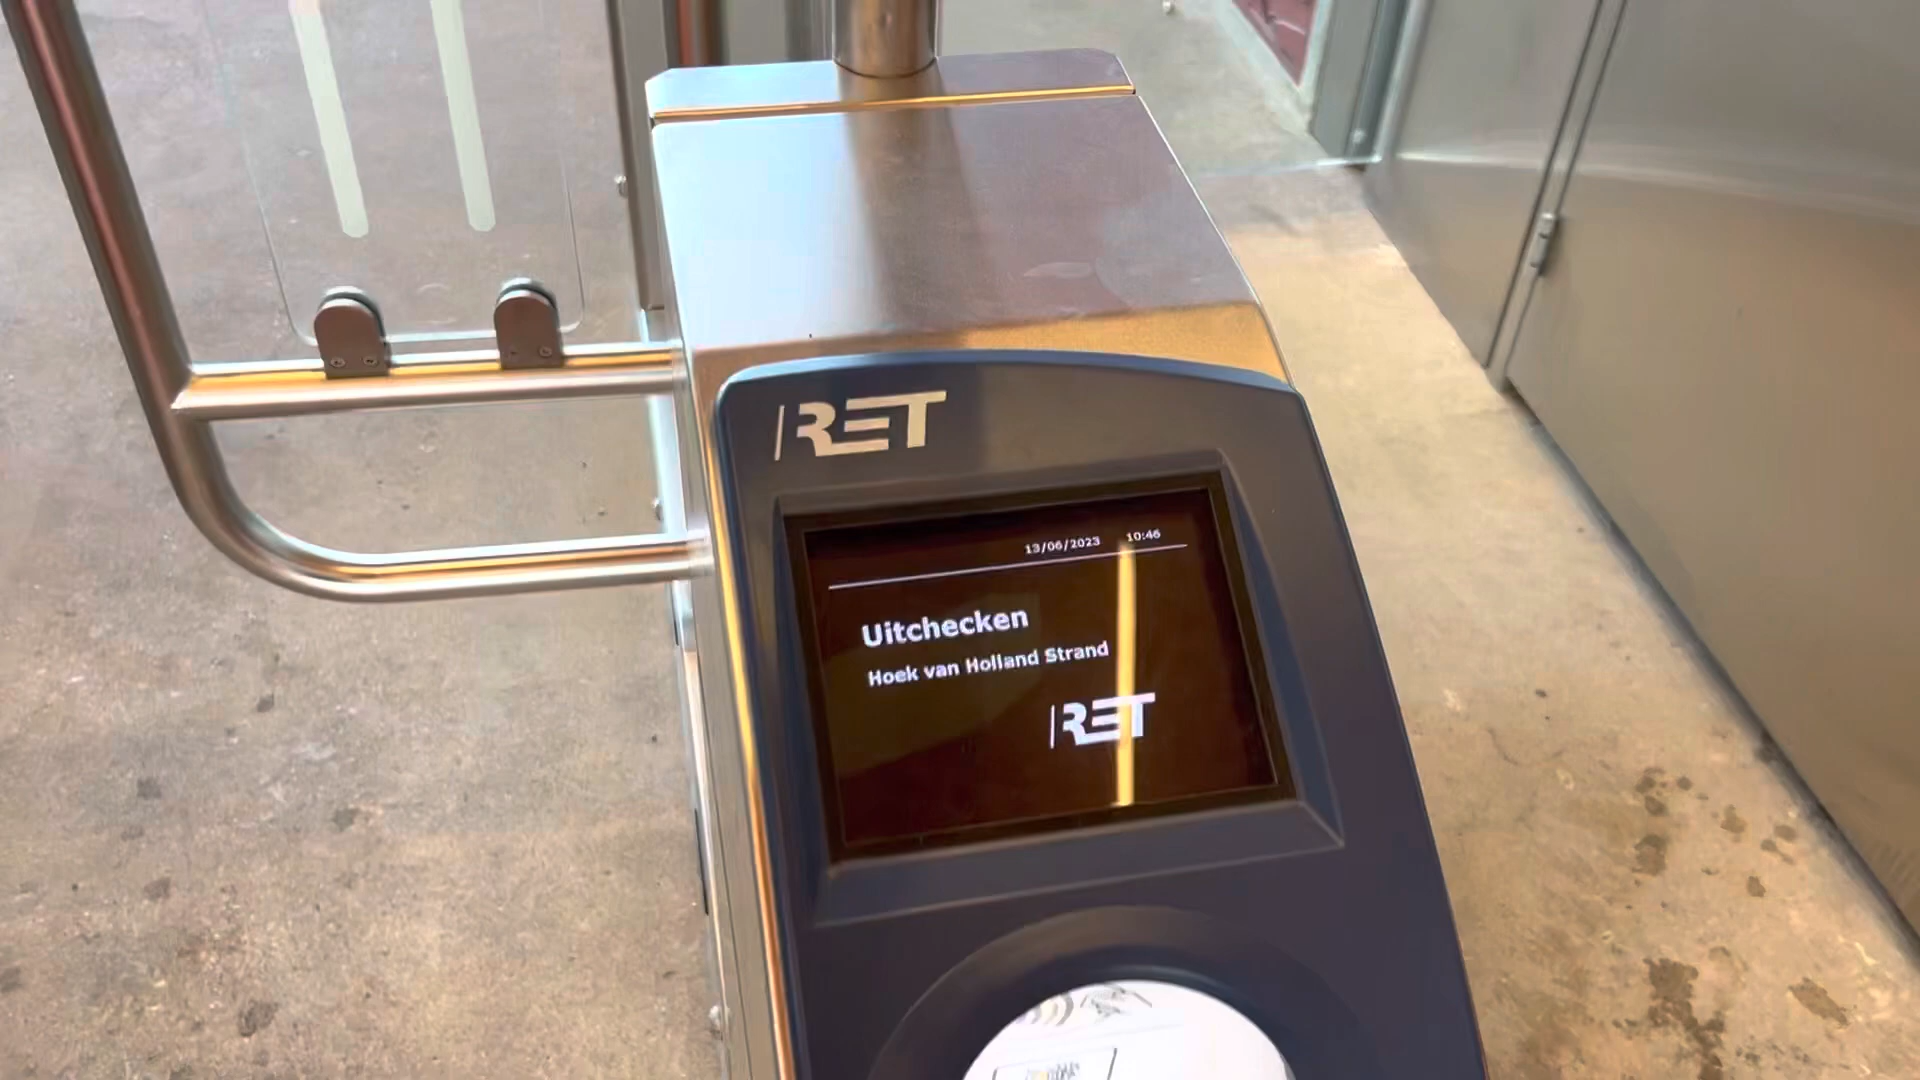 RET
13/06/2023 10:46
Uitchecken
Hoek van Holland Strand
RET